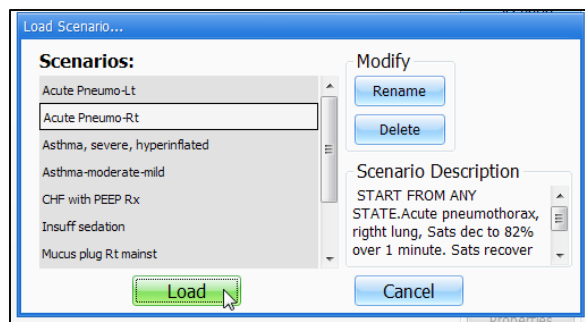 Load Scenario...
Scenarios:
Acute Pneumo-Lt
Acute Pneumo-Rt
Asthma, severe, hyperinflated
Asthma-moderate-mild
CHF with PEEP Rx
Insuff sedation
Mucus plug Rt mainst
Load
Modify
Rename
Delete
Scenario Description
START FROM ANY
STATE.Acute pneumothorax,
rigtht lung, Sats dec to 82%
over 1 minute. Sats recover
Cancel
Properties